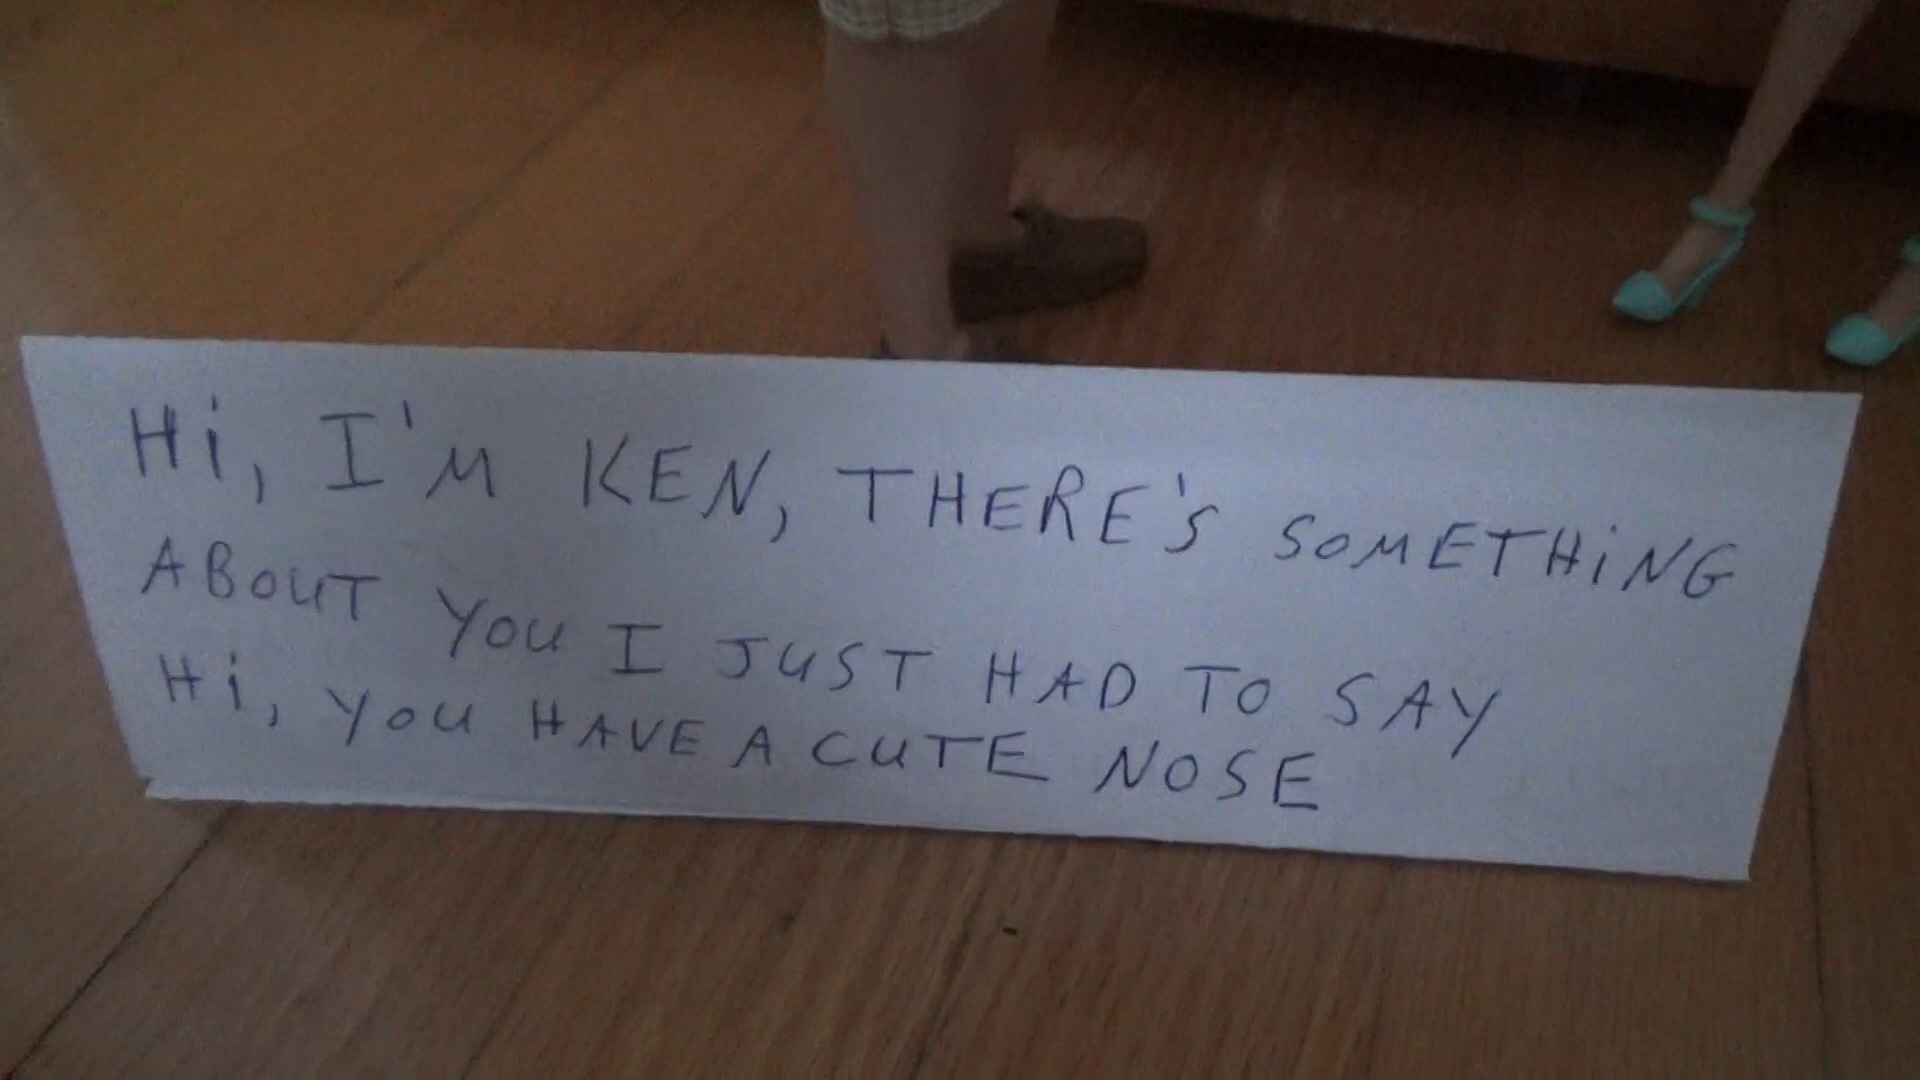 Hi, I'M KEN, THERE'S SOMETHiNG
ABOUT YOU I JUST HAD TO SAY
Hi, YOU HAVE A CUTE NOSE